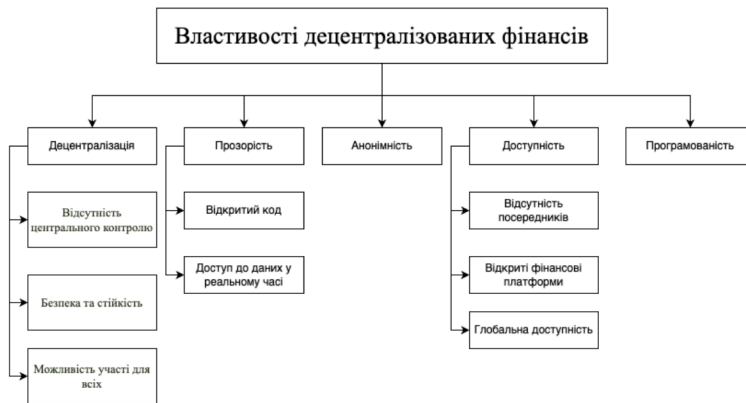 Властивості децентралізованих фінансів
Децентралізація
Прозорість
Анонімність
Доступність
Програмованість
Відсутність
центрального контролю
Безпека та стійкість
Можливість участі для
всіх
Відкритий код
Доступ до даних у
реальному часі
Відсутність
посередників
Відкриті фінансові
платформи
Глобальна доступність